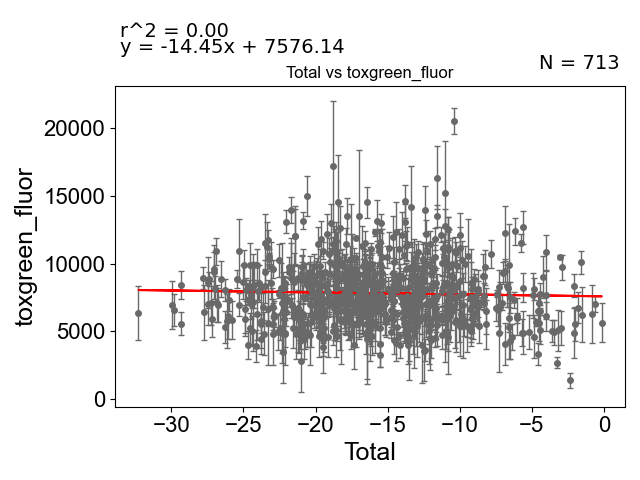 r^2 = 0.00
y = -14.45x + 7576.14
N = 713
Total vs toxgreen_fluor
toxgreen_fluor
20000
15000
10000
5000
0
−30
−25
−20
−15
−10
−5
0
Total